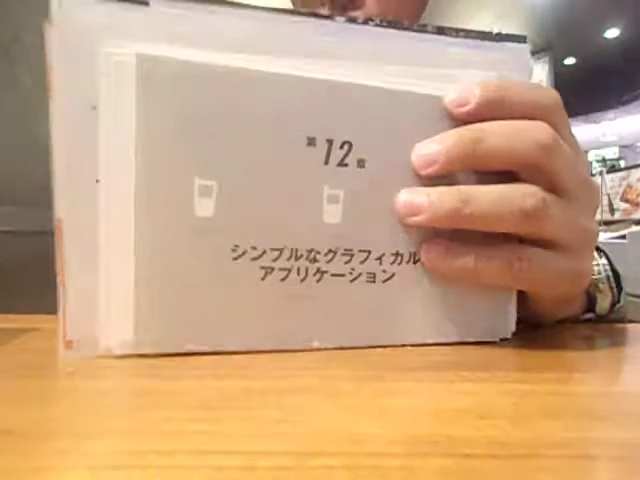 第12章
シンプルなグラフィカル
アプリケーション